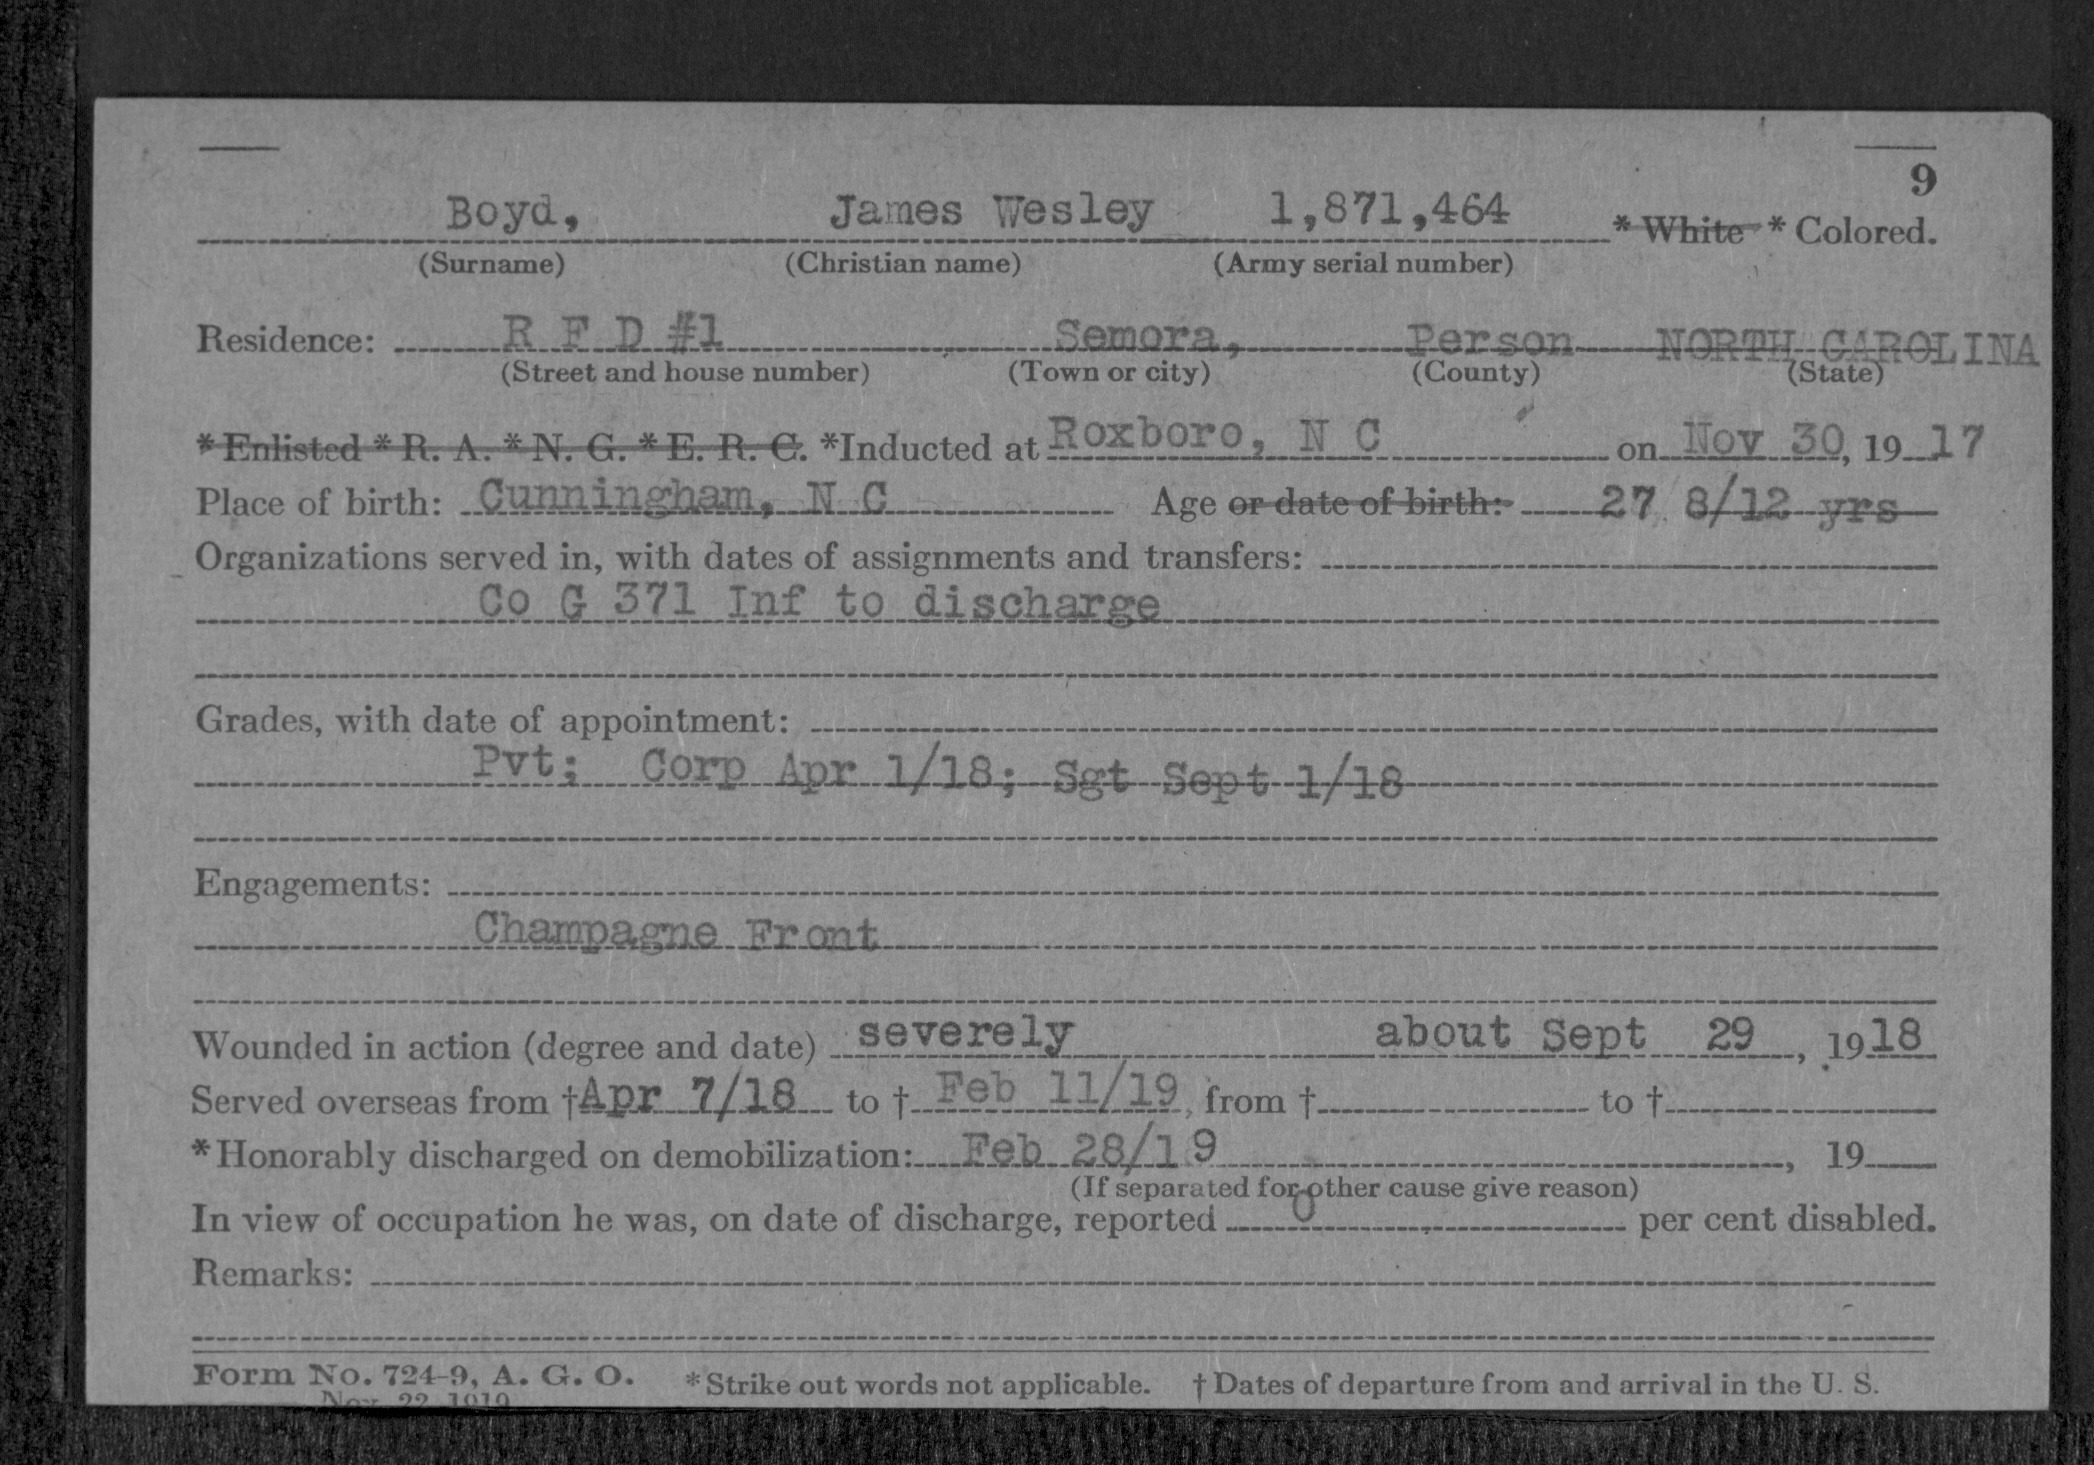 9
Boyd, James Wesley 1,871,464 * White * Colored.
(Surname) (Christian name) (Army serial number)
Residence: R F D #1 Semora, Person NORTH CAROLINA
(Street and house number) (Town or city) (County) (State)
* Enlisted * R. A. * N. G. * E. R. C. *Inducted at Roxboro, N C on Nov 30, 19 17
Place of birth: Cunningham, N C Age or date of birth: 27 8/12 yrs
Organizations served in, with dates of assignments and transfers:
Co G 371 Inf to discharge
Grades, with date of appointment:
Pvt; Corp Apr 1/18; Sgt Sept 1/18
Engagements:
Champagne Front
Wounded in action (degree and date) severely about Sept 29, 1918
Served overseas from †Apr 7/18 to † Feb 11/19, from † to †
* Honorably discharged on demobilization: Feb 28/19, 19
(If separated for other cause give reason)
In view of occupation he was, on date of discharge, reported 0 per cent disabled.
Remarks:
Form No. 724-9, A. G. O. * Strike out words not applicable. † Dates of departure from and arrival in the U. S.
Nov. 22, 1919